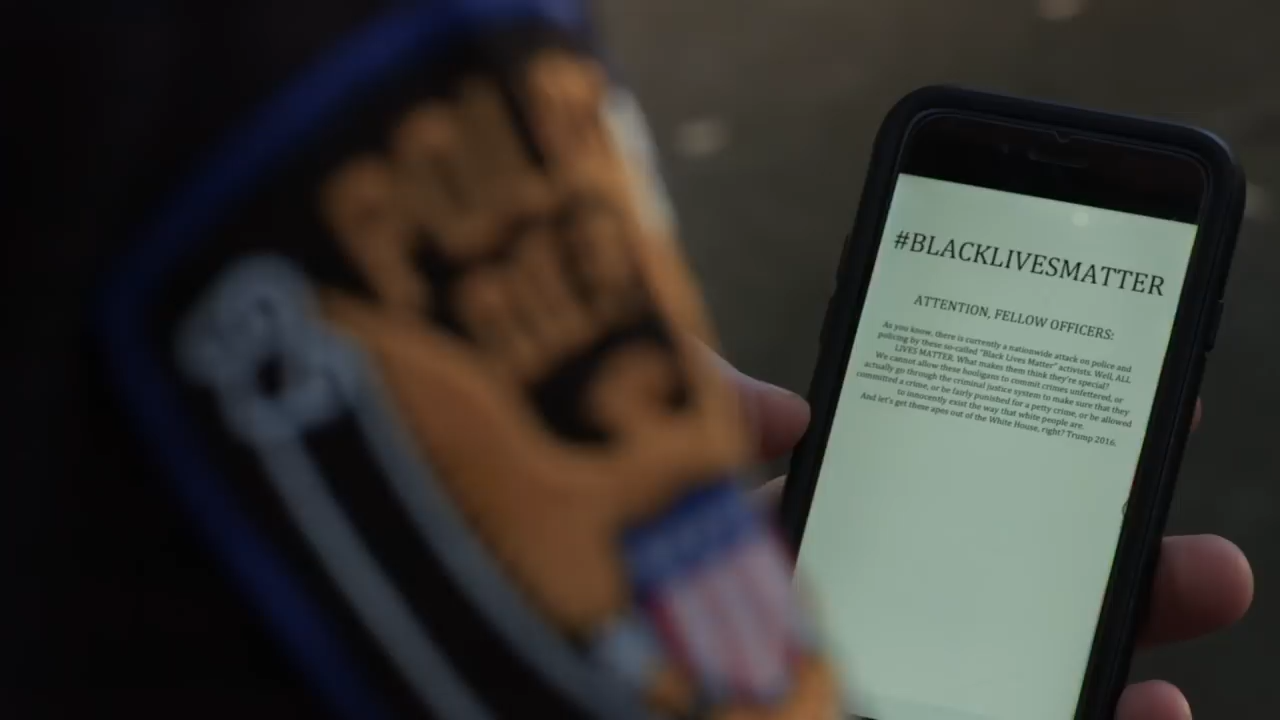 #BLACKLIVESMATTER
ATTENTION, FELLOW OFFICERS:
As you know, there is currently a nationwide attack on police and
policing by these so-called "Black Lives Matter" activists. Well, ALL
LIVES MATTER. What makes them think they're special?
We cannot allow these hooligans to commit crimes unfettered, or
actually go through the criminal justice system to make sure that they
committed a crime, or be fairly punished for a petty crime, or be allowed
to innocently exist the way that white people are.
And let's get these apes out of the White House, right? Trump 2016.